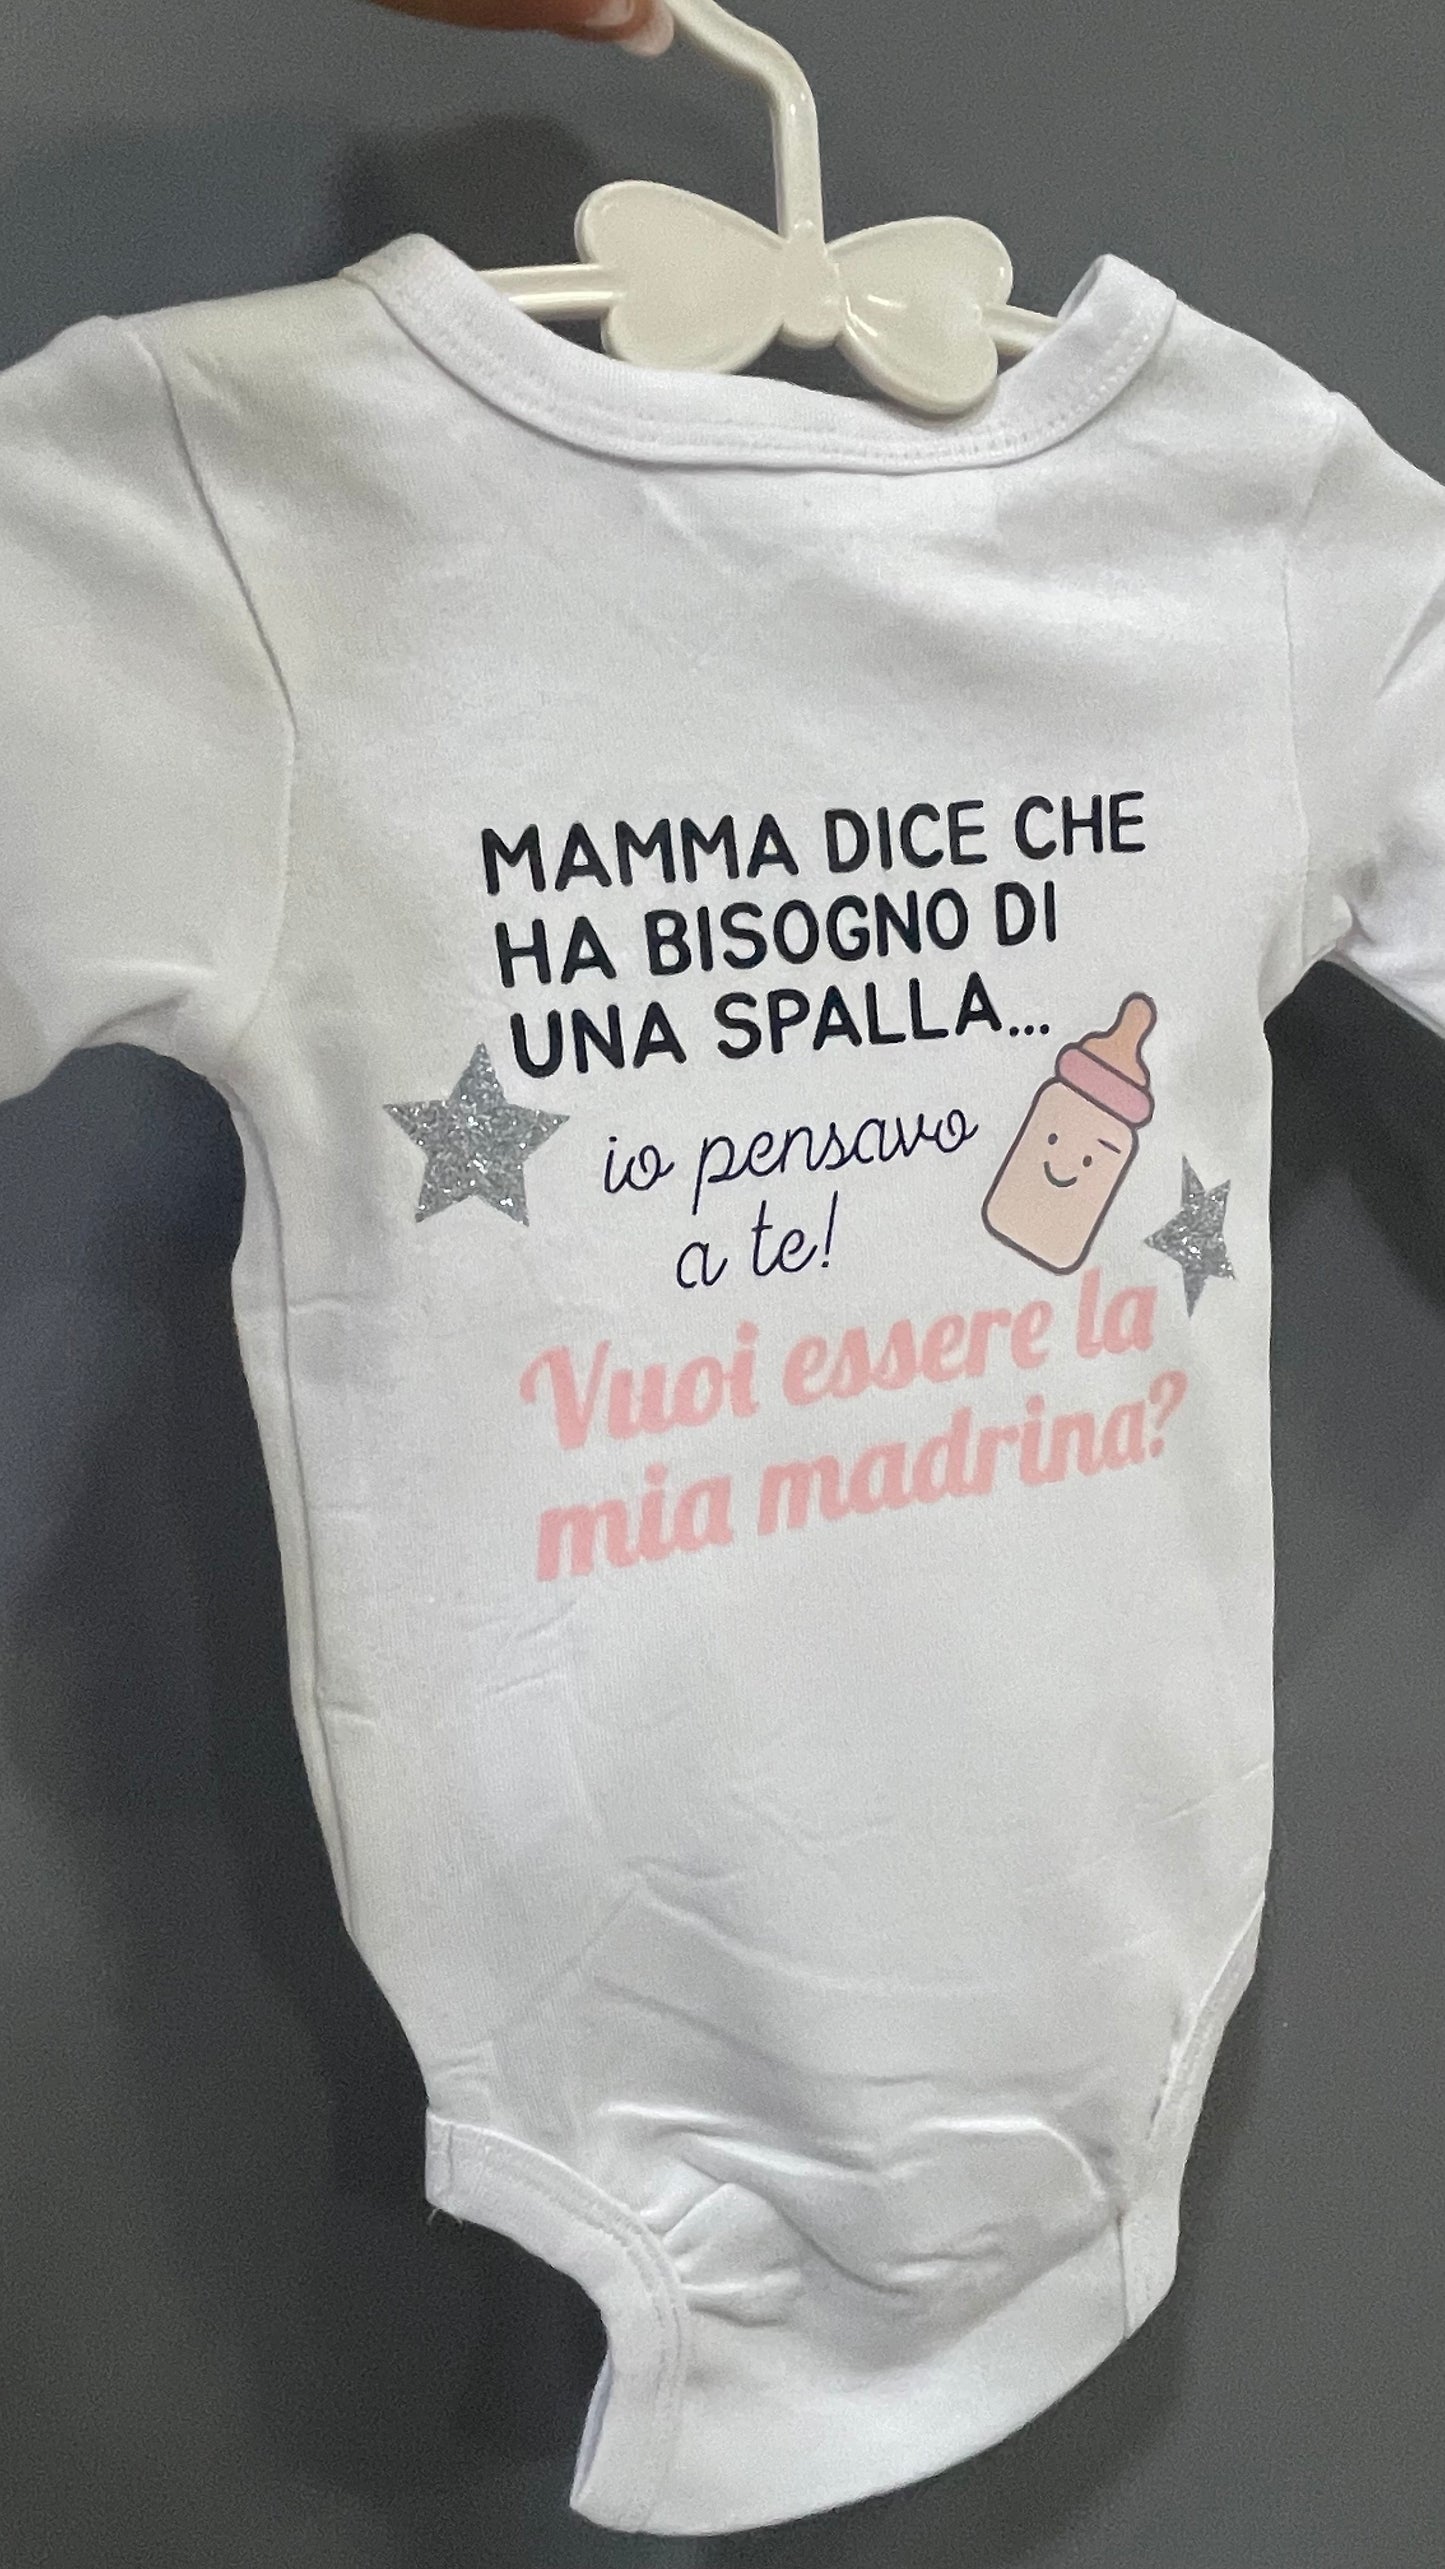 MAMMA DICE CHE
HA BISOGNO DI
UNA SPALLA...
io pensavo
a te!
Vuoi essere la
mia madrina?